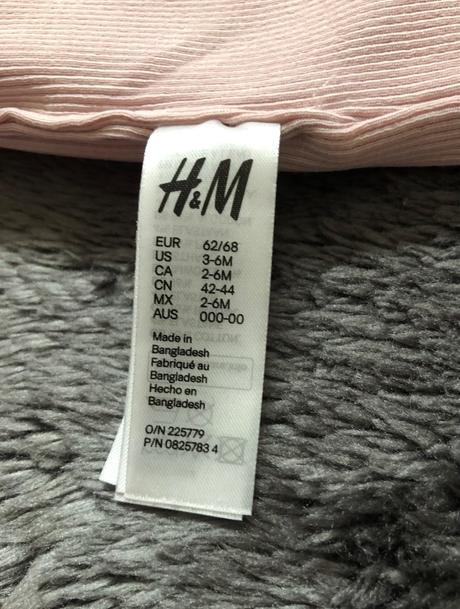 H&M
EUR 62/68
US 3-6M
CA 2-6M
CN 42-44
MX 2-6M
AUS 000-00
Made in
Bangladesh
Fabriqué au
Bangladesh
Hecho en
Bangladesh
O/N 225779
P/N 0825783 4